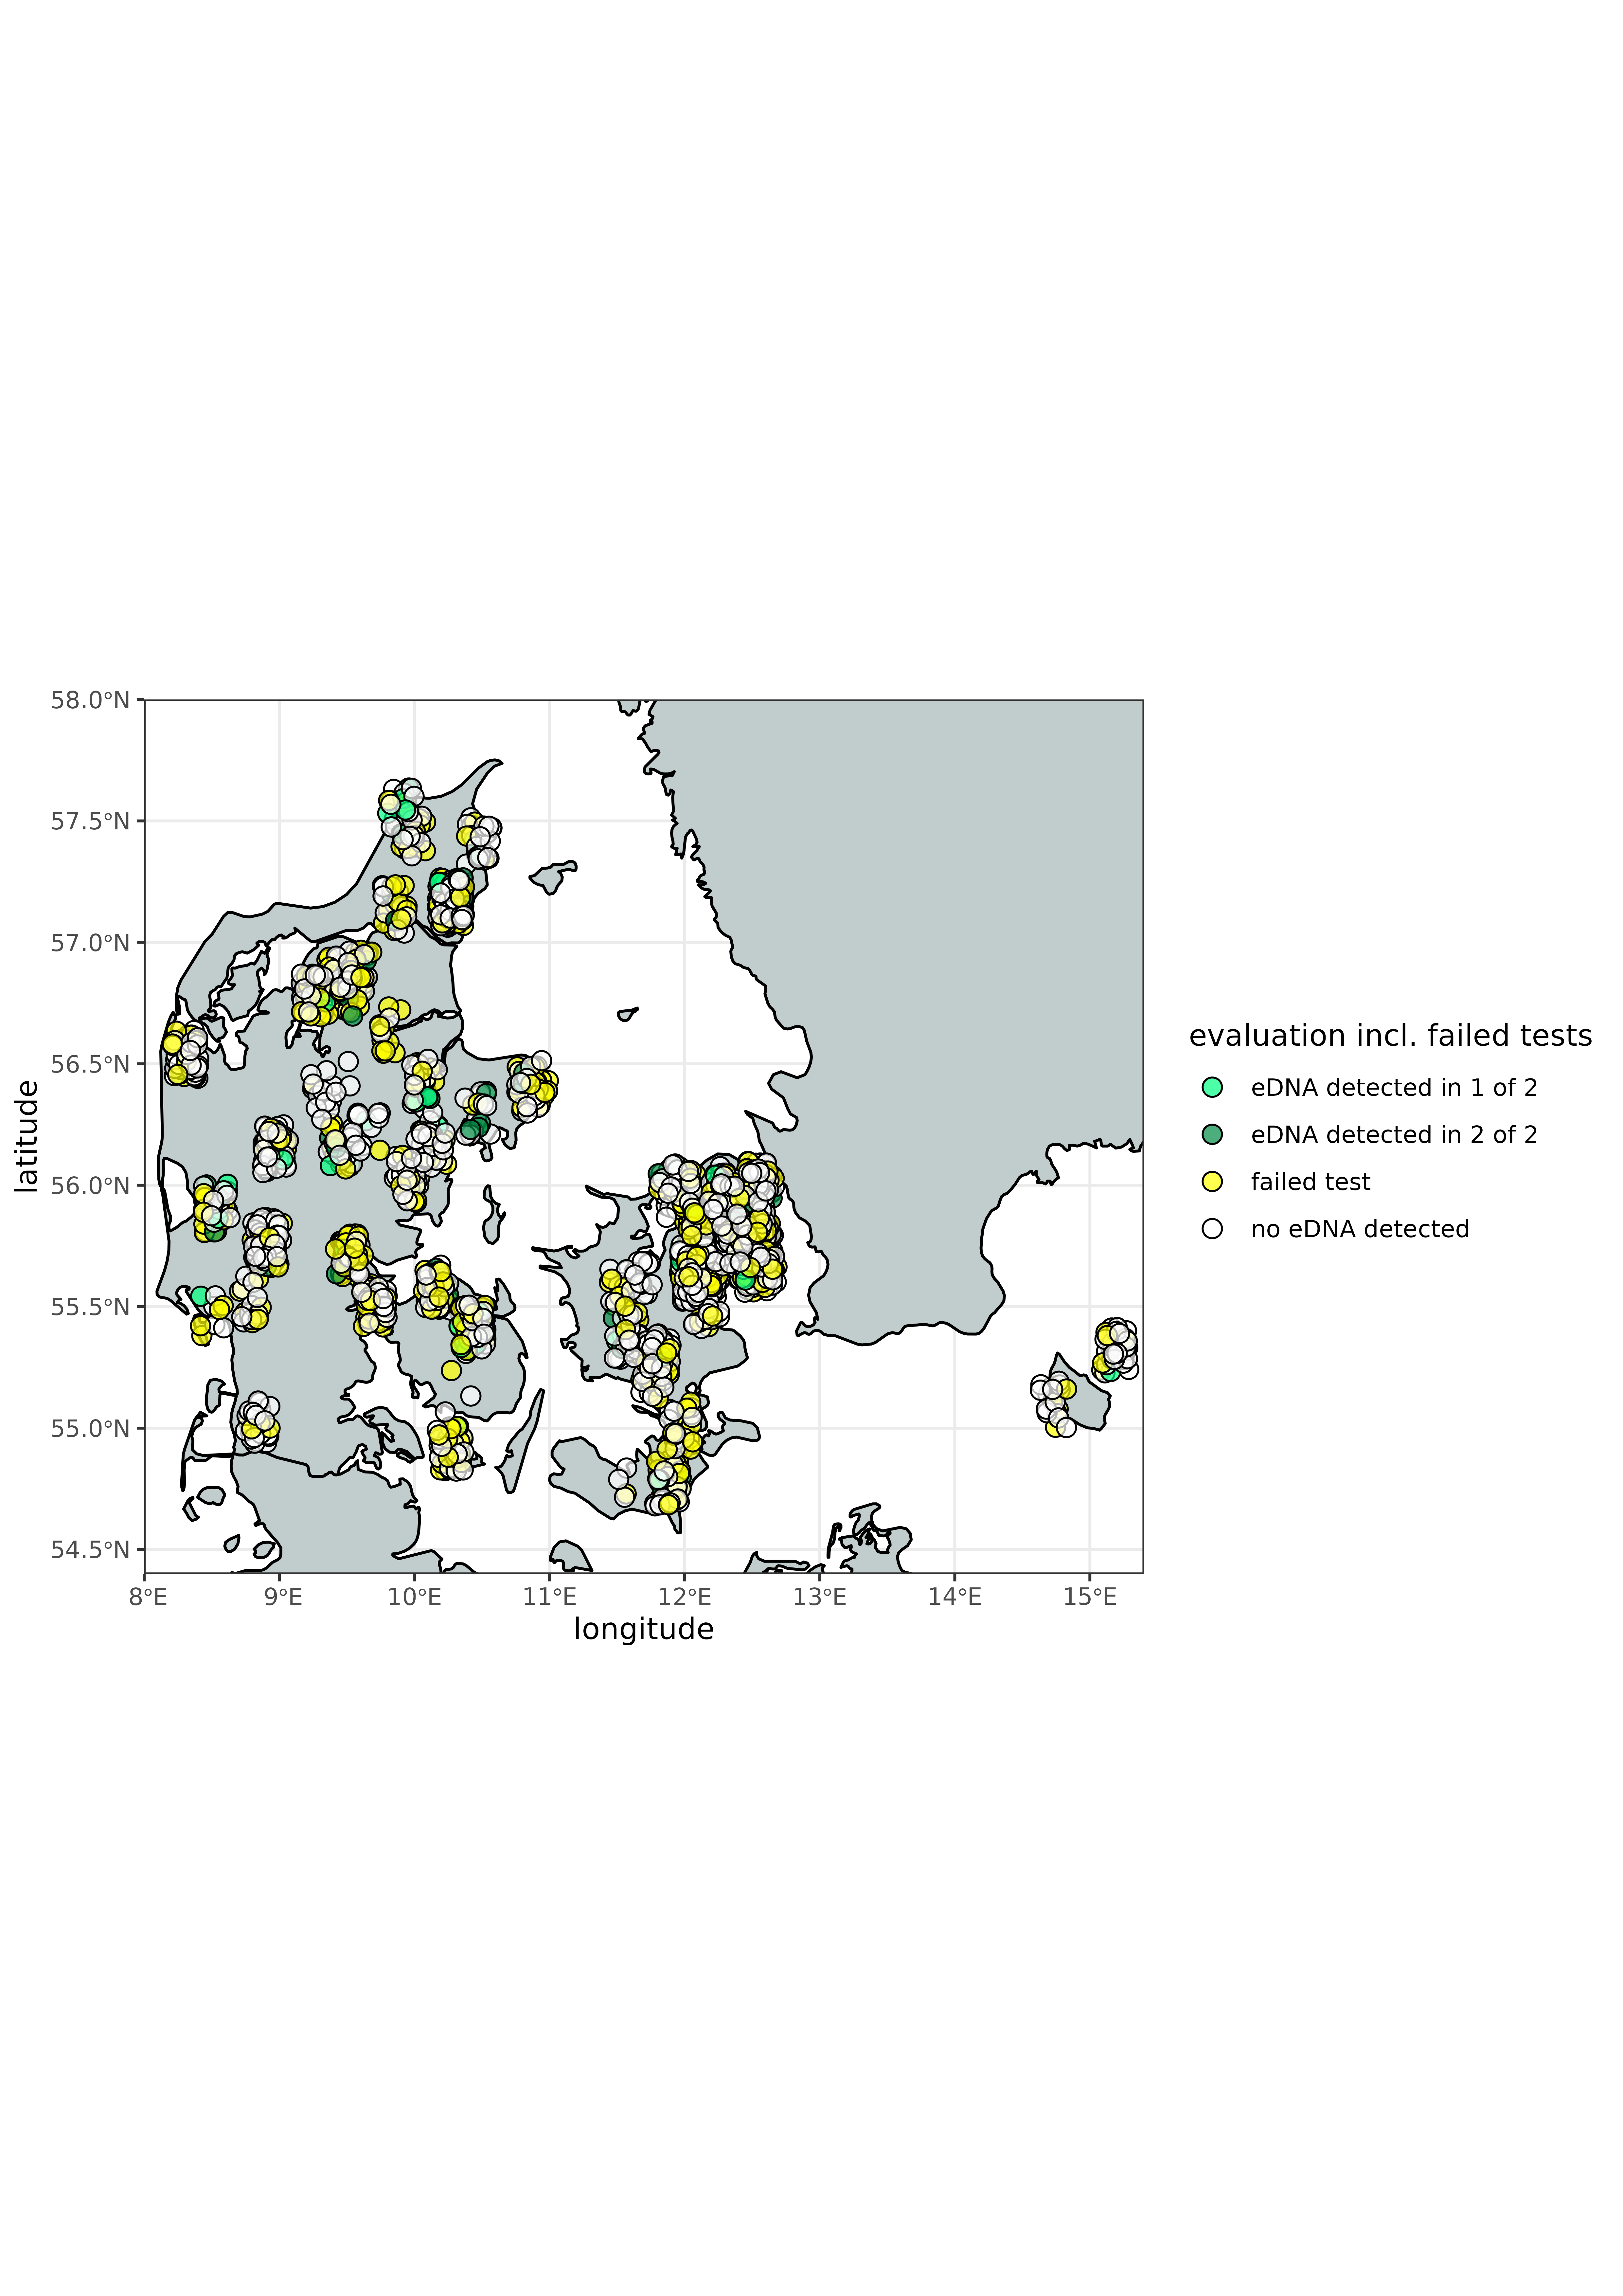 58.0°N
57.5°N
57.0°N
56.5°N
56.0°N
55.5°N
55.0°N
54.5°N
latitude
8°E 9°E 10°E 11°E 12°E 13°E 14°E 15°E
longitude
evaluation incl. failed tests
eDNA detected in 1 of 2
eDNA detected in 2 of 2
failed test
no eDNA detected